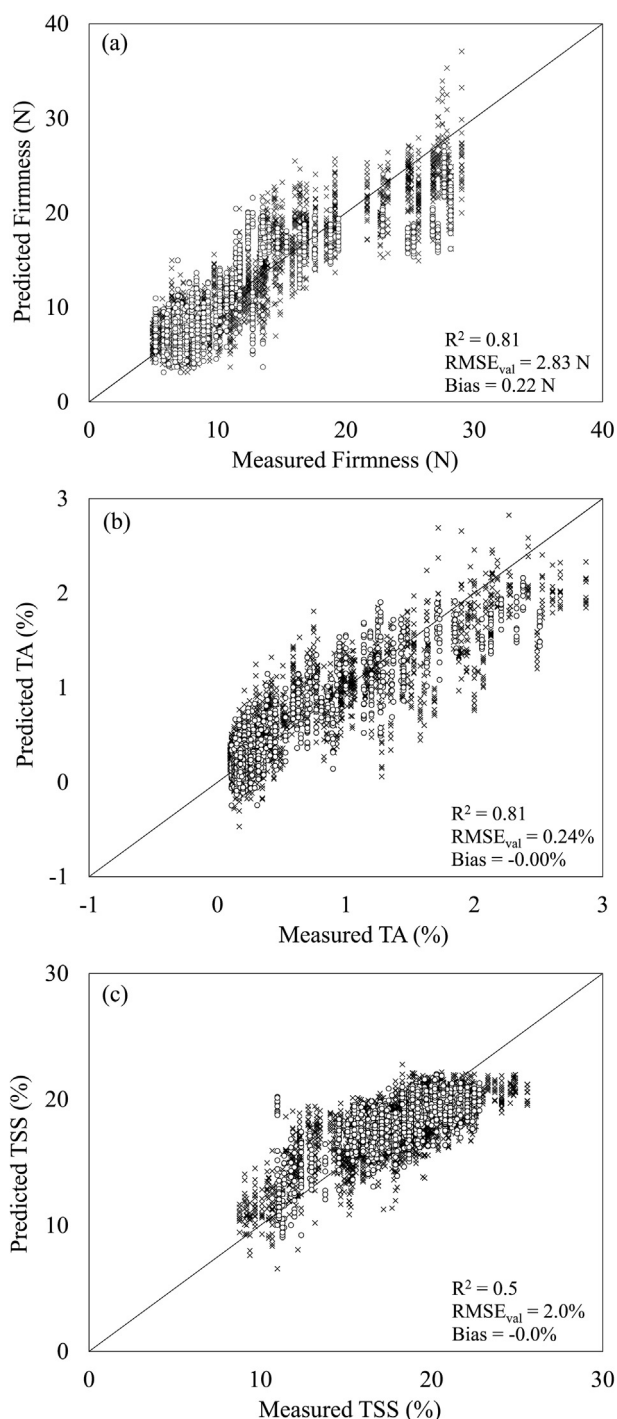 (a)
40
30
20
10
0
Predicted Firmness (N)
R² = 0.81
RMSEval = 2.83 N
Bias = 0.22 N
0 10 20 30 40
Measured Firmness (N)
(b)
3
2
1
0
-1
Predicted TA (%)
R² = 0.81
RMSEval = 0.24%
Bias = -0.00%
-1 0 1 2 3
Measured TA (%)
(c)
30
20
10
0
Predicted TSS (%)
R² = 0.5
RMSEval = 2.0%
Bias = -0.0%
0 10 20 30
Measured TSS (%)